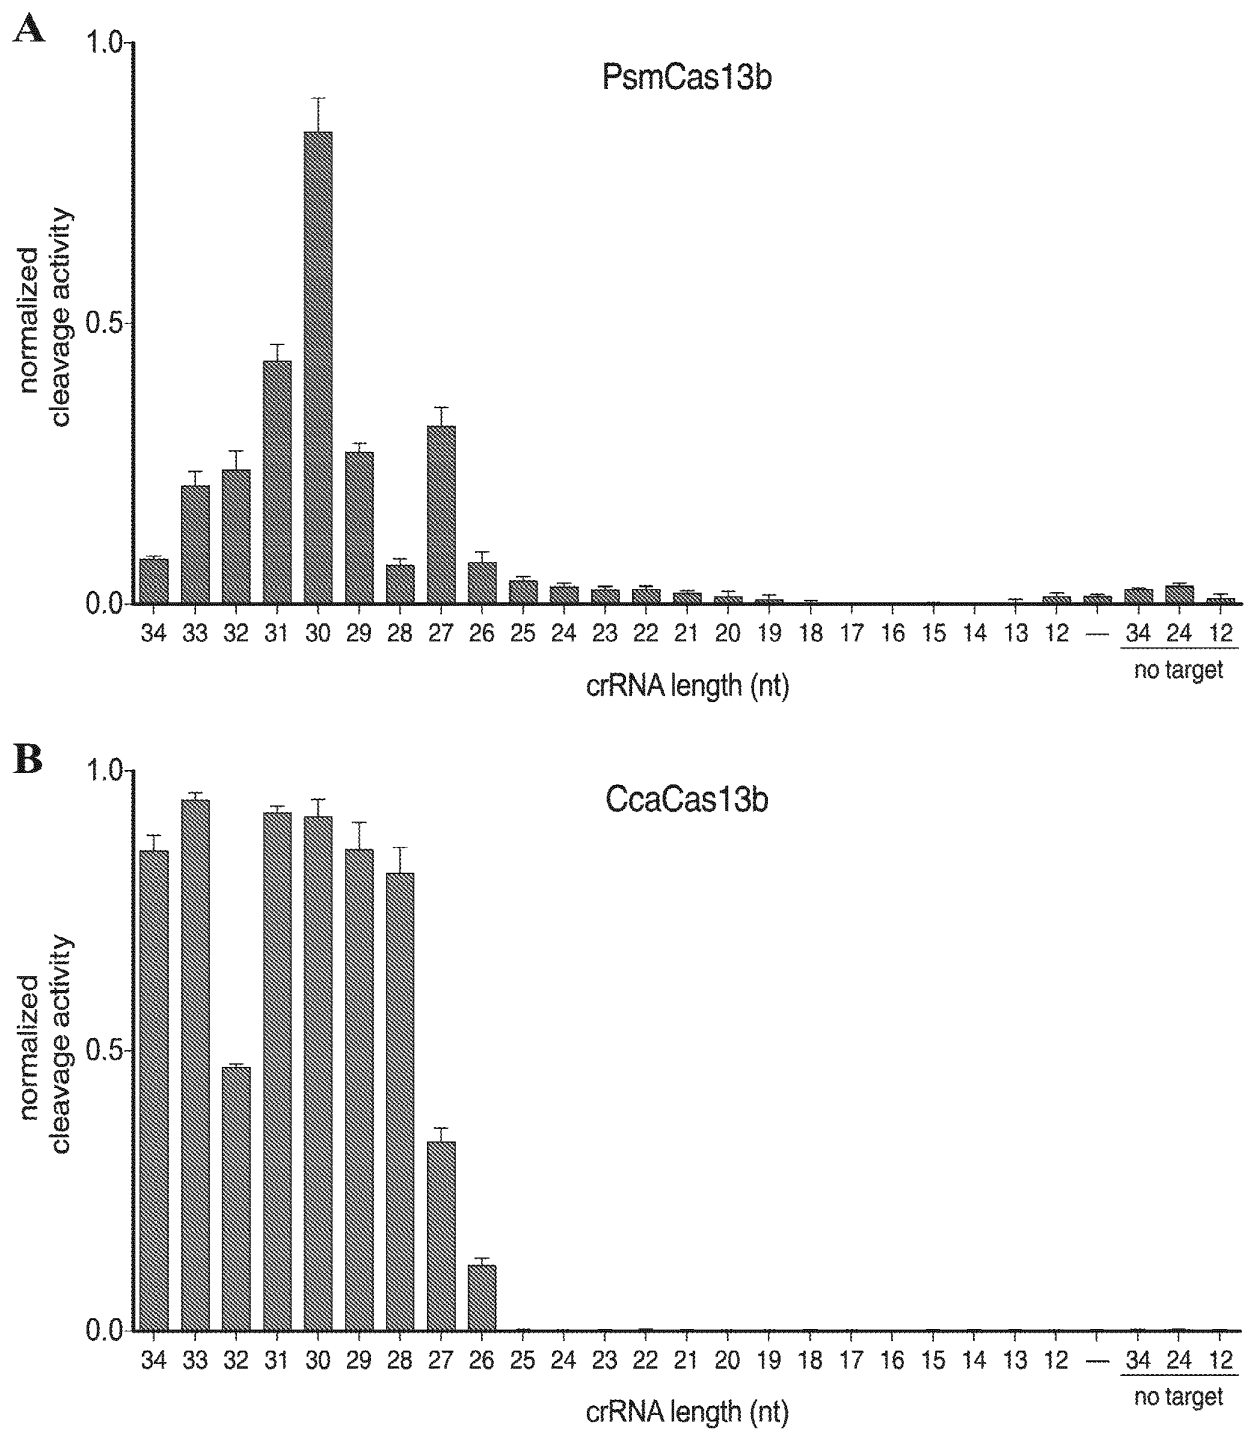 A
PsmCas13b
normalized
cleavage activity
1.0
0.5
0.0
34 33 32 31 30 29 28 27 26 25 24 23 22 21 20 19 18 17 16 15 14 13 12 — 34 24 12
no target
crRNA length (nt)
B
CcaCas13b
normalized
cleavage activity
1.0
0.5
0.0
34 33 32 31 30 29 28 27 26 25 24 23 22 21 20 19 18 17 16 15 14 13 12 — 34 24 12
no target
crRNA length (nt)